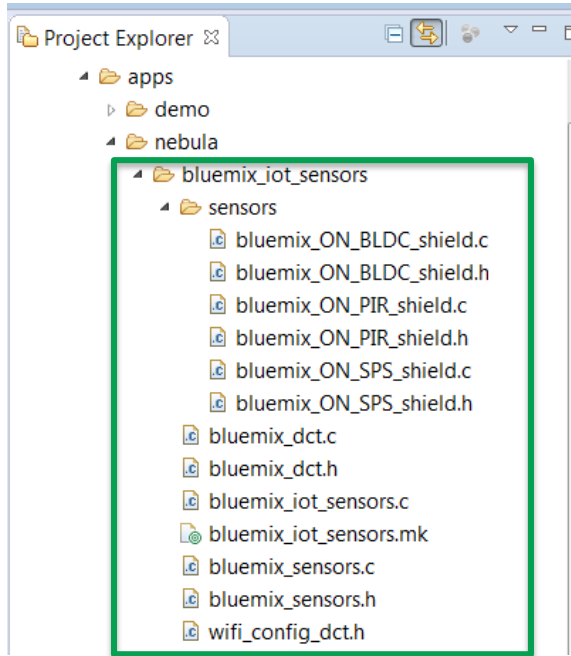 Project Explorer
apps
demo
nebula
bluemix_iot_sensors
sensors
bluemix_ON_BLDC_shield.c
bluemix_ON_BLDC_shield.h
bluemix_ON_PIR_shield.c
bluemix_ON_PIR_shield.h
bluemix_ON_SPS_shield.c
bluemix_ON_SPS_shield.h
bluemix_dct.c
bluemix_dct.h
bluemix_iot_sensors.c
bluemix_iot_sensors.mk
bluemix_sensors.c
bluemix_sensors.h
wifi_config_dct.h